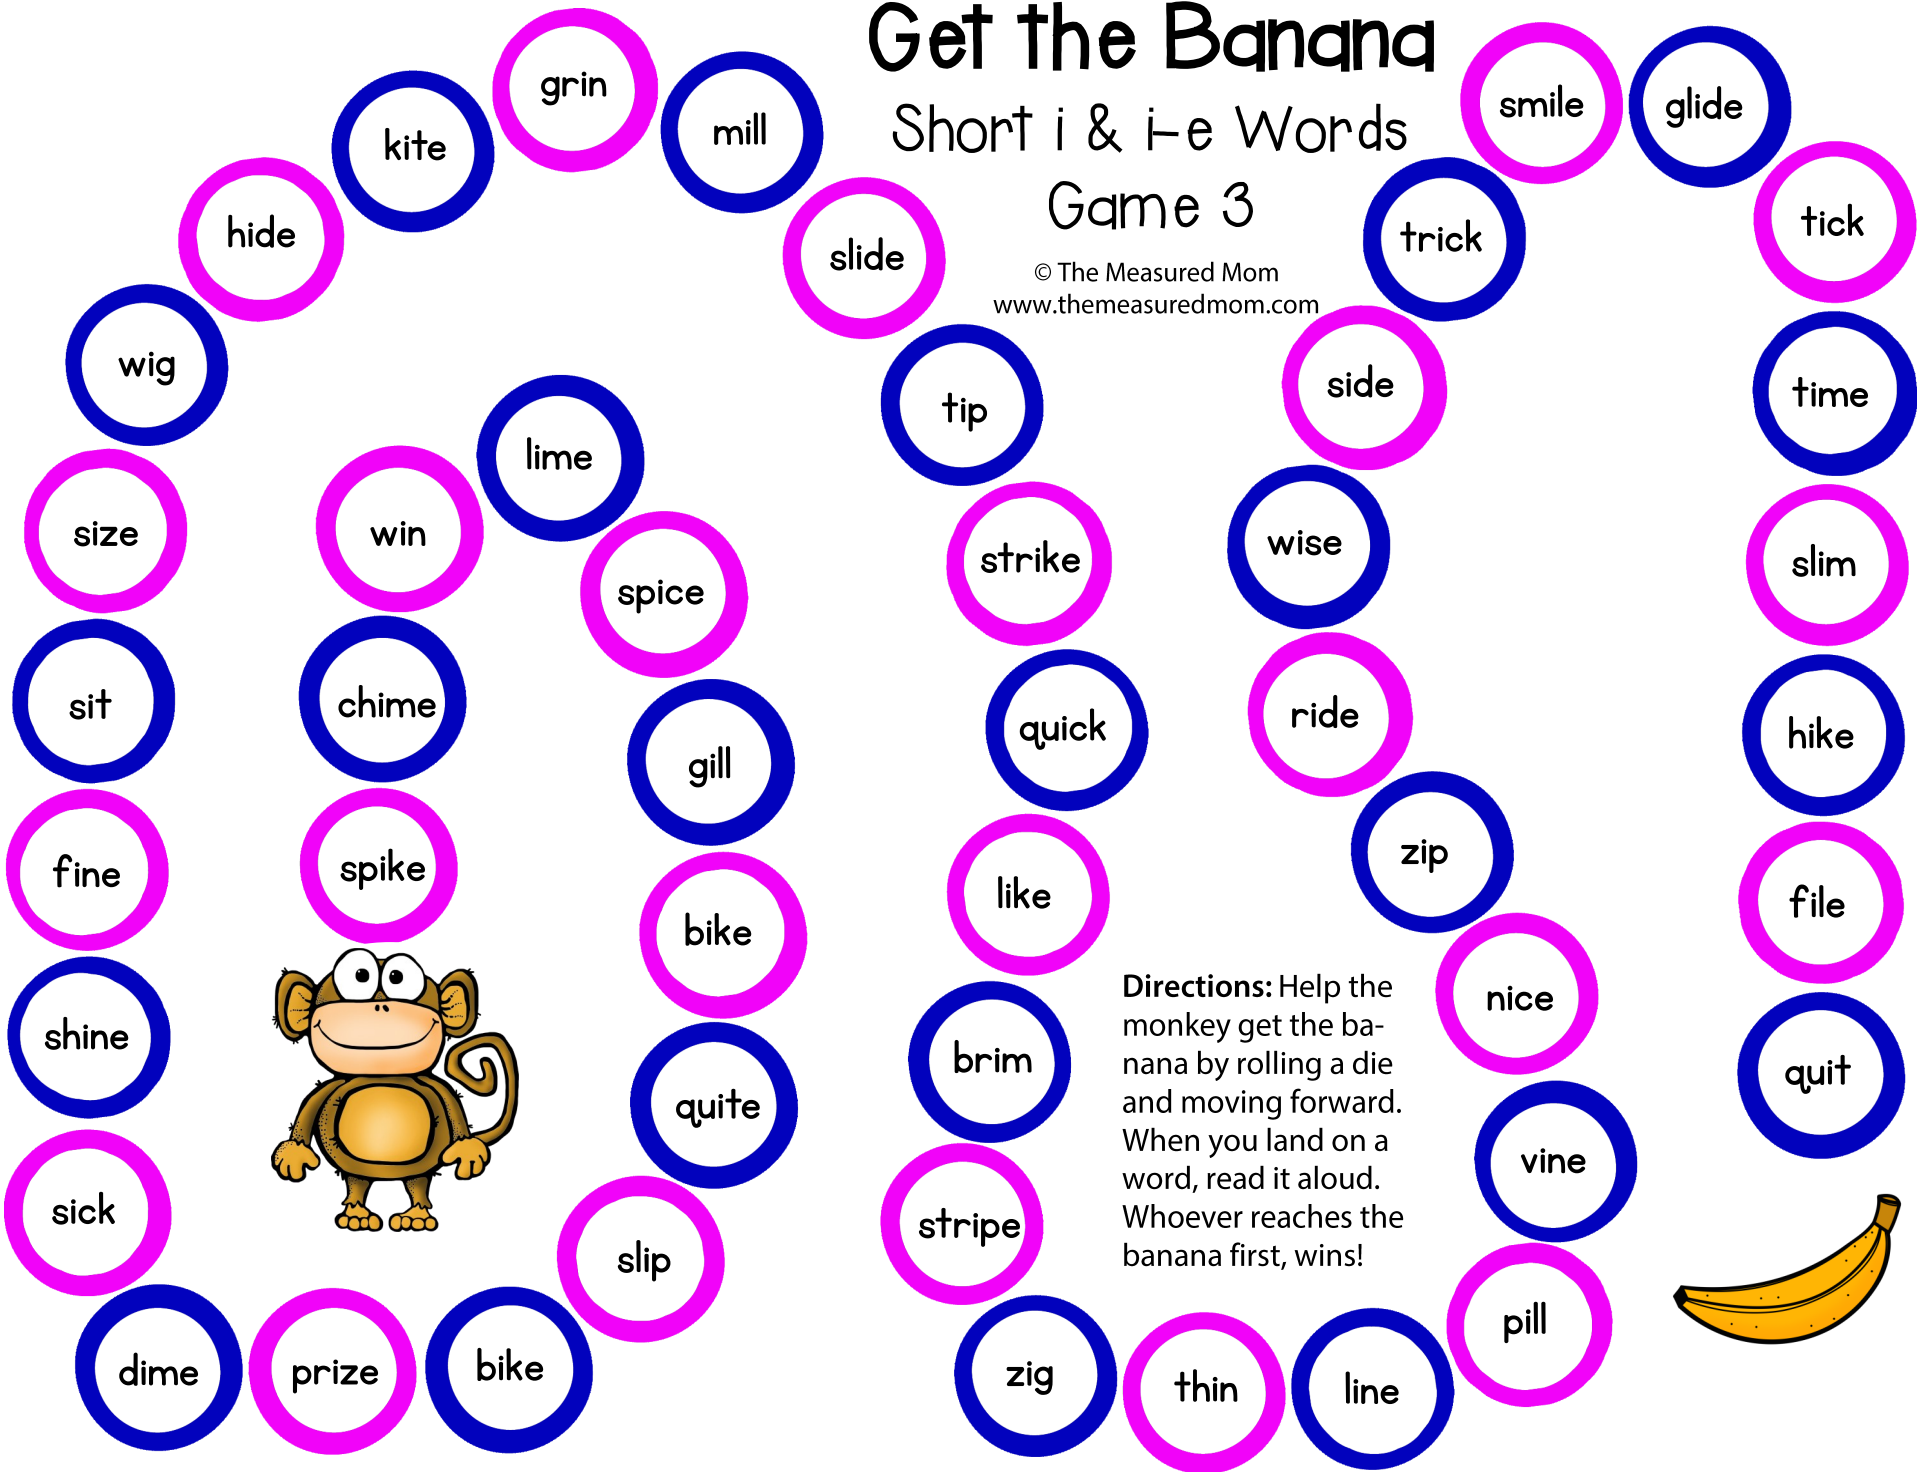 Get the Banana
Short i & i-e Words
Game 3
© The Measured Mom
www.themeasuredmom.com
spike
chime
win
lime
spice
gill
bike
quite
slip
bike
prize
dime
sick
shine
fine
sit
size
wig
hide
kite
grin
mill
slide
tip
strike
quick
like
brim
stripe
zig
thin
line
pill
vine
nice
zip
ride
wise
side
trick
smile
glide
tick
time
slim
hike
file
quit
Directions: Help the
monkey get the ba-
nana by rolling a die
and moving forward.
When you land on a
word, read it aloud.
Whoever reaches the
banana first, wins!